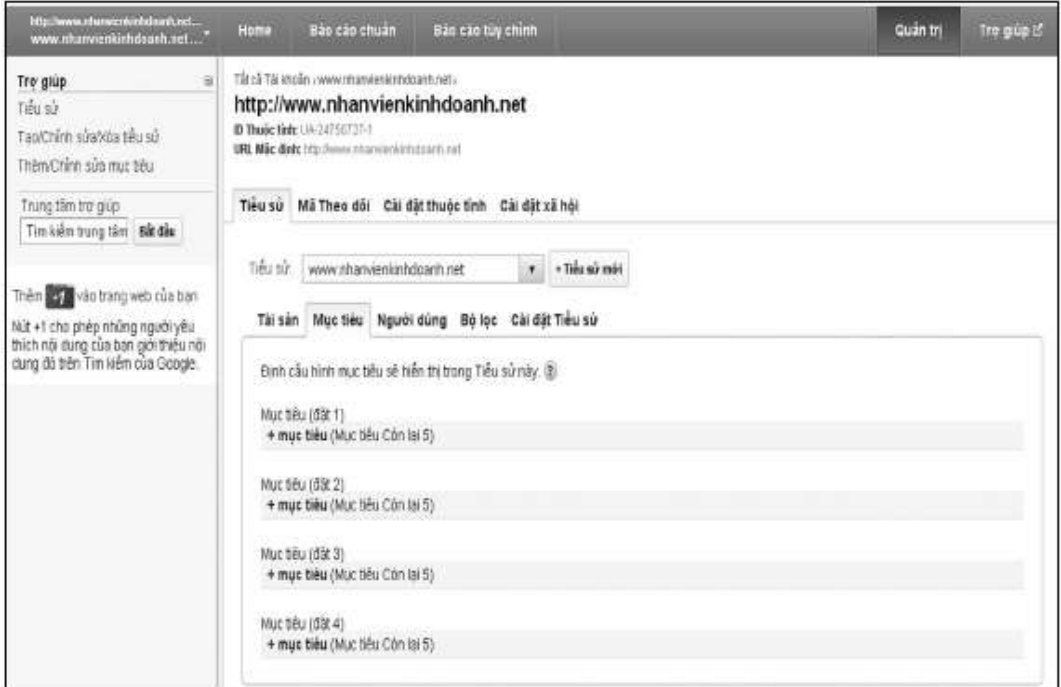 http://www.nhanvienkinhdoanh.net...
www.nhanvienkinhdoanh.net...
Home
Báo cáo chuẩn
Báo cáo tùy chỉnh
Quản trị
Trợ giúp
Trợ giúp
Tiểu sử
Tạo/Chỉnh sửa/xóa tiểu sử
Thêm/Chỉnh sửa mục tiêu
Trung tâm trợ giúp
Tìm kiếm trung tâm Bắt đầu
Thêm +1 vào trang web của bạn
Nút +1 cho phép những người yêu
thích nội dung của bạn giới thiệu nội
dung đó trên Tìm kiếm của Google.
Tất cả Tài khoản › www.nhanvienkinhdoanh.net ›
http://www.nhanvienkinhdoanh.net
ID Thuộc tính: UA-24756737-1
URL Mặc định: http://www.nhanvienkinhdoanh.net
Tiểu sử Mã Theo dõi Cài đặt thuộc tính Cài đặt xã hội
Tiểu sử: www.nhanvienkinhdoanh.net + Tiểu sử mới
Tài sản Mục tiêu Người dùng Bộ lọc Cài đặt Tiểu sử
Định cấu hình mục tiêu sẽ hiển thị trong Tiểu sử này. ?
Mục tiêu (đặt 1)
+ mục tiêu (Mục tiêu Còn lại 5)
Mục tiêu (đặt 2)
+ mục tiêu (Mục tiêu Còn lại 5)
Mục tiêu (đặt 3)
+ mục tiêu (Mục tiêu Còn lại 5)
Mục tiêu (đặt 4)
+ mục tiêu (Mục tiêu Còn lại 5)